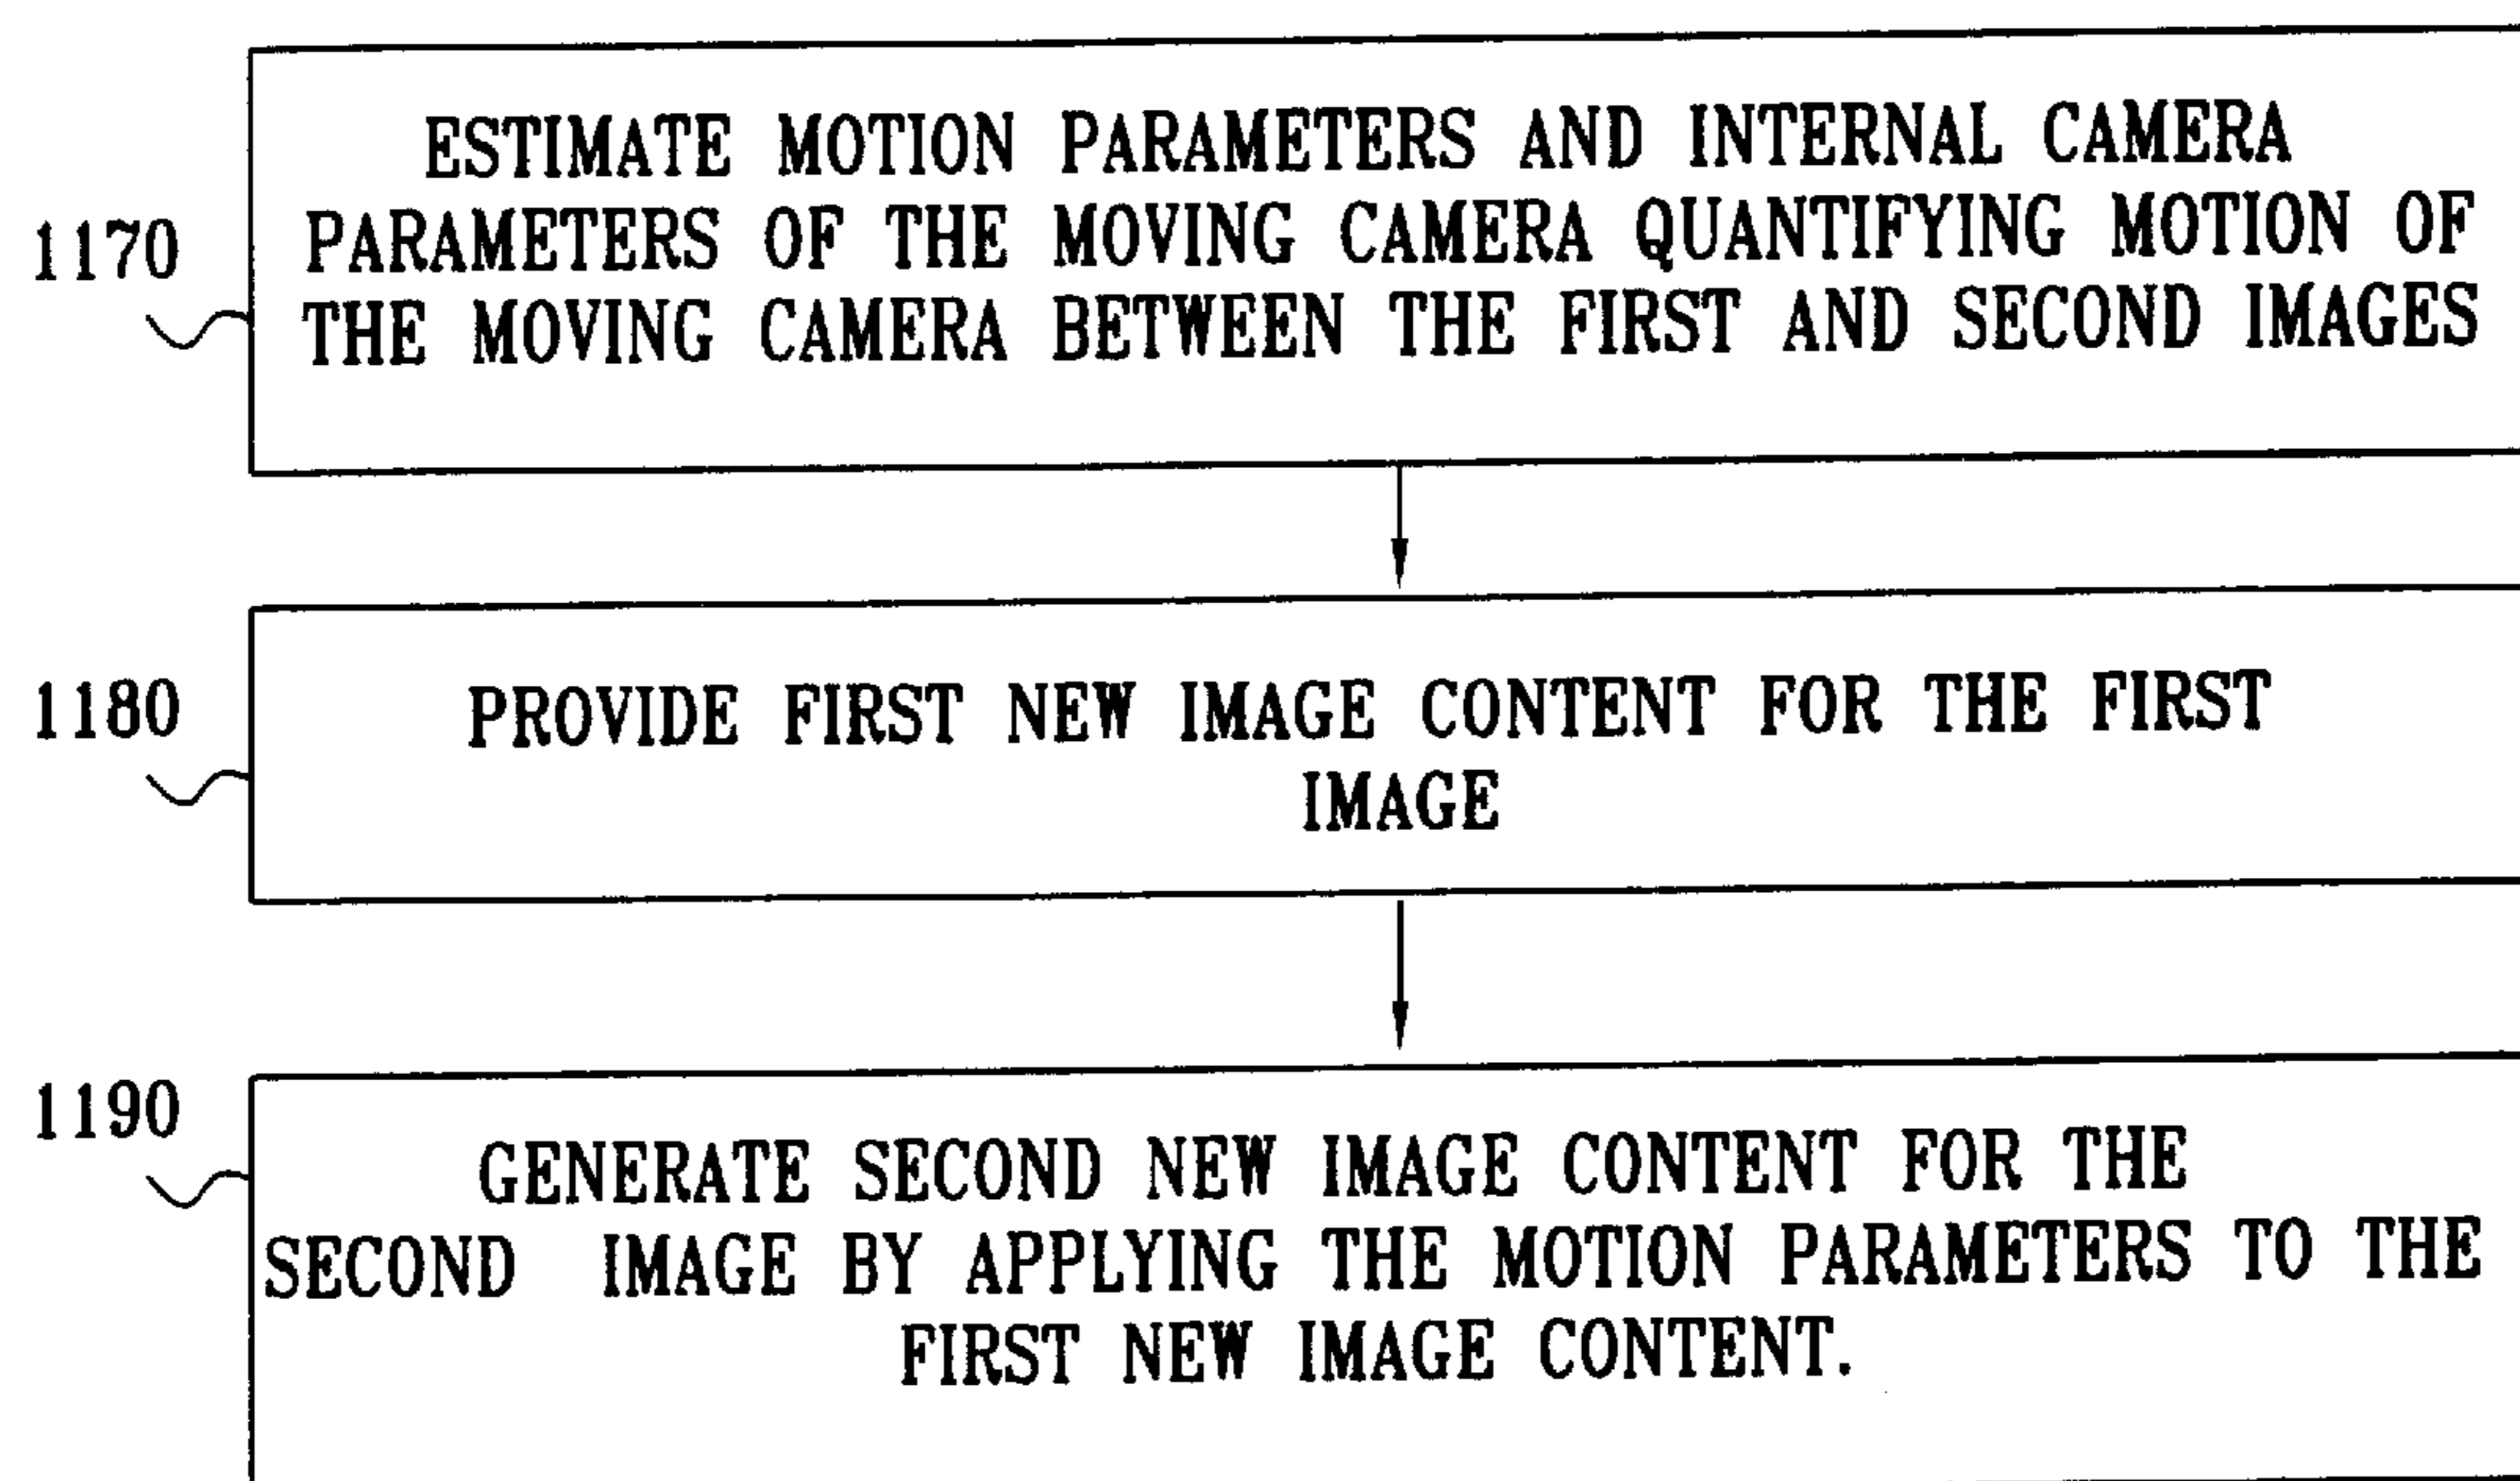 ESTIMATE MOTION PARAMETERS AND INTERNAL CAMERA
1170
PARAMETERS OF THE MOVING CAMERA QUANTIFYING MOTION OF
THE MOVING CAMERA BETWEEN THE FIRST AND SECOND IMAGES
1180
PROVIDE FIRST NEW IMAGE CONTENT FOR THE FIRST
IMAGE
1190
GENERATE SECOND NEW IMAGE CONTENT FOR THE
SECOND IMAGE BY APPLYING THE MOTION PARAMETERS TO THE
FIRST NEW IMAGE CONTENT.